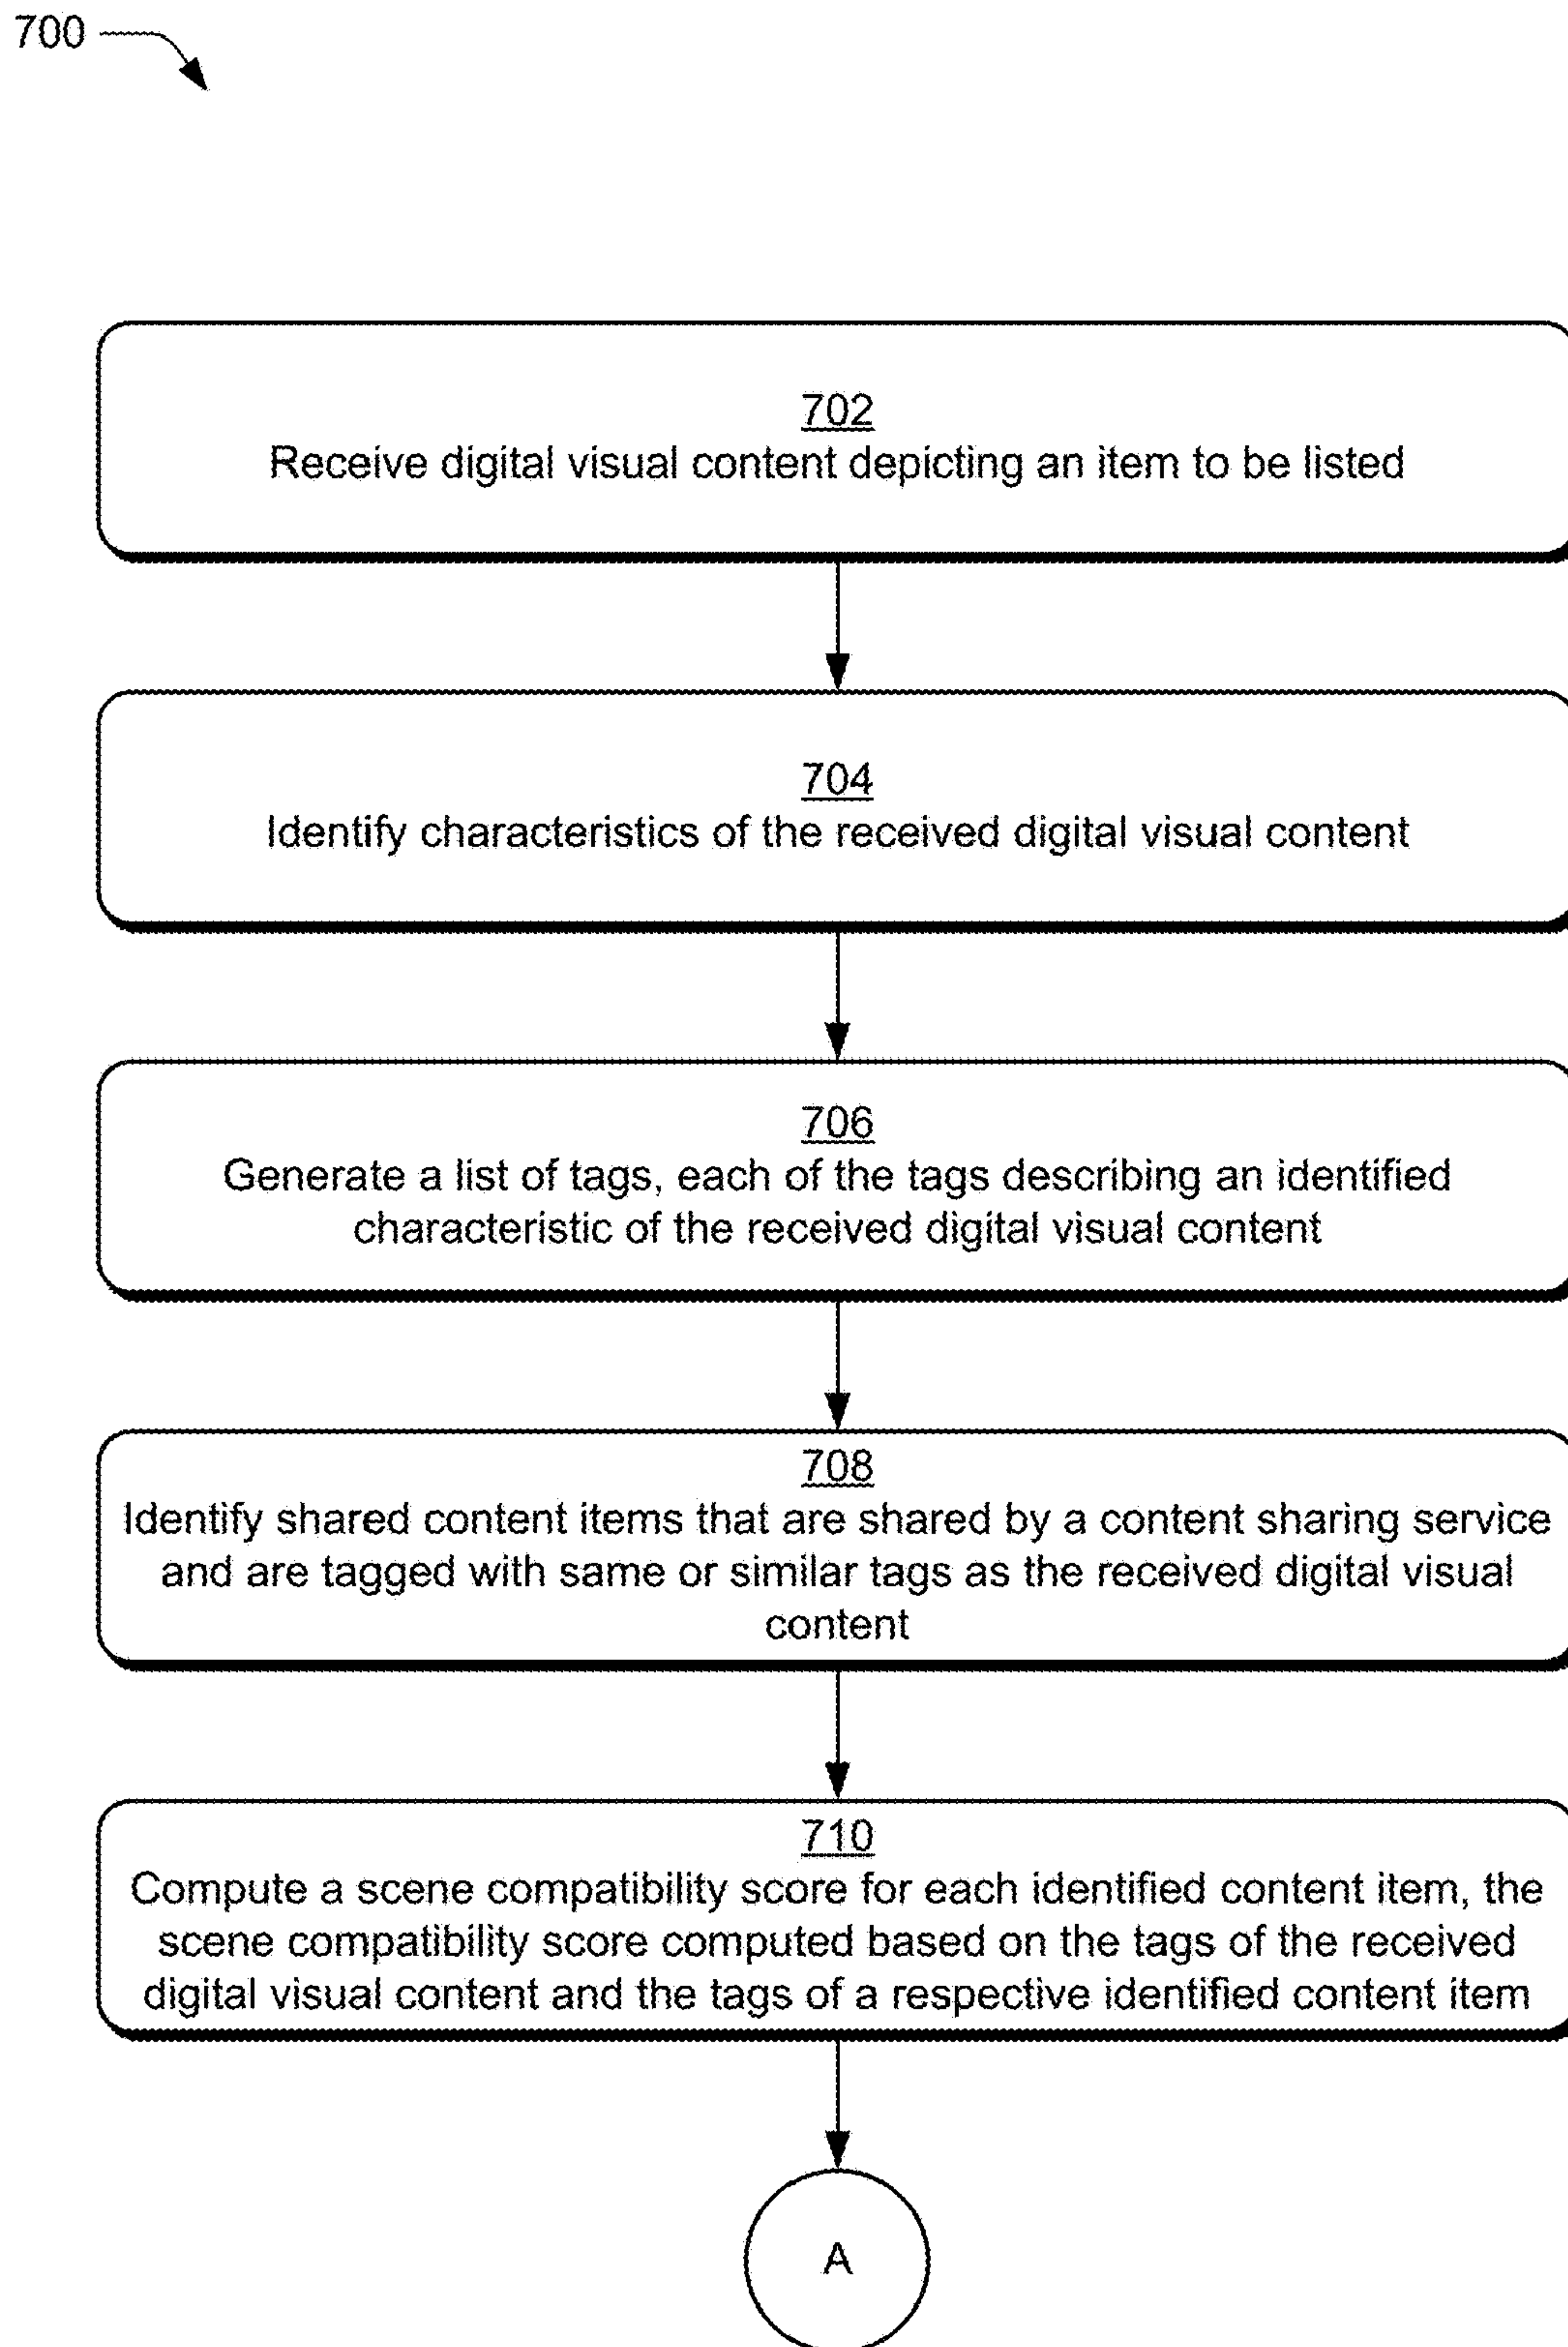 700
702
Receive digital visual content depicting an item to be listed
704
Identify characteristics of the received digital visual content
706
Generate a list of tags, each of the tags describing an identified
characteristic of the received digital visual content
708
Identify shared content items that are shared by a content sharing service
and are tagged with same or similar tags as the received digital visual
content
710
Compute a scene compatibility score for each identified content item, the
scene compatibility score computed based on the tags of the received
digital visual content and the tags of a respective identified content item
A